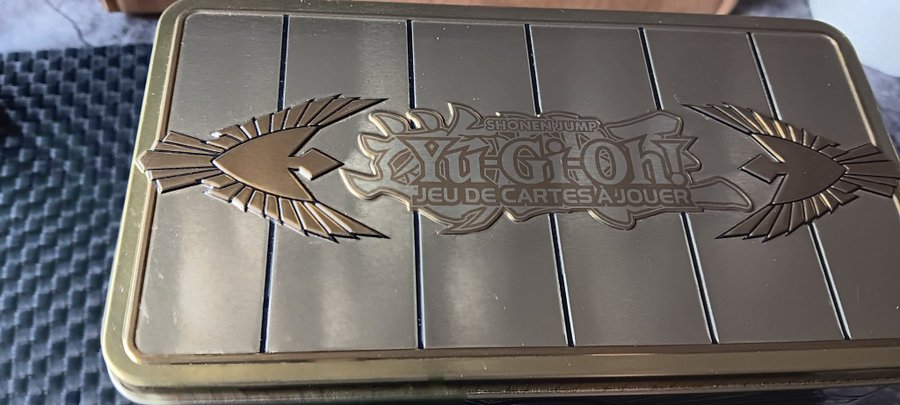 SHONEN JUMP
Yu-Gi-Oh!
JEU DE CARTES À JOUER